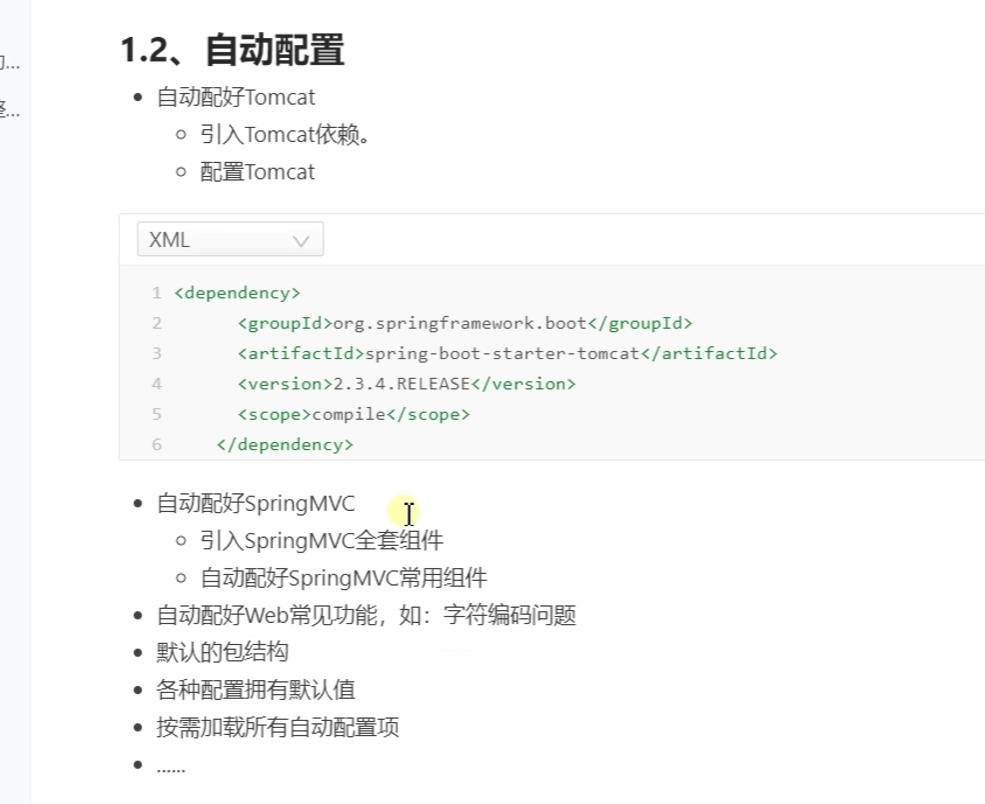 1.2、自动配置
自动配好Tomcat
引入Tomcat依赖。
配置Tomcat
XML
1 <dependency>
2 <groupId>org.springframework.boot</groupId>
3 <artifactId>spring-boot-starter-tomcat</artifactId>
4 <version>2.3.4.RELEASE</version>
5 <scope>compile</scope>
6 </dependency>
自动配好SpringMVC
引入SpringMVC全套组件
自动配好SpringMVC常用组件
自动配好Web常见功能，如：字符编码问题
默认的包结构
各种配置拥有默认值
按需加载所有自动配置项
......